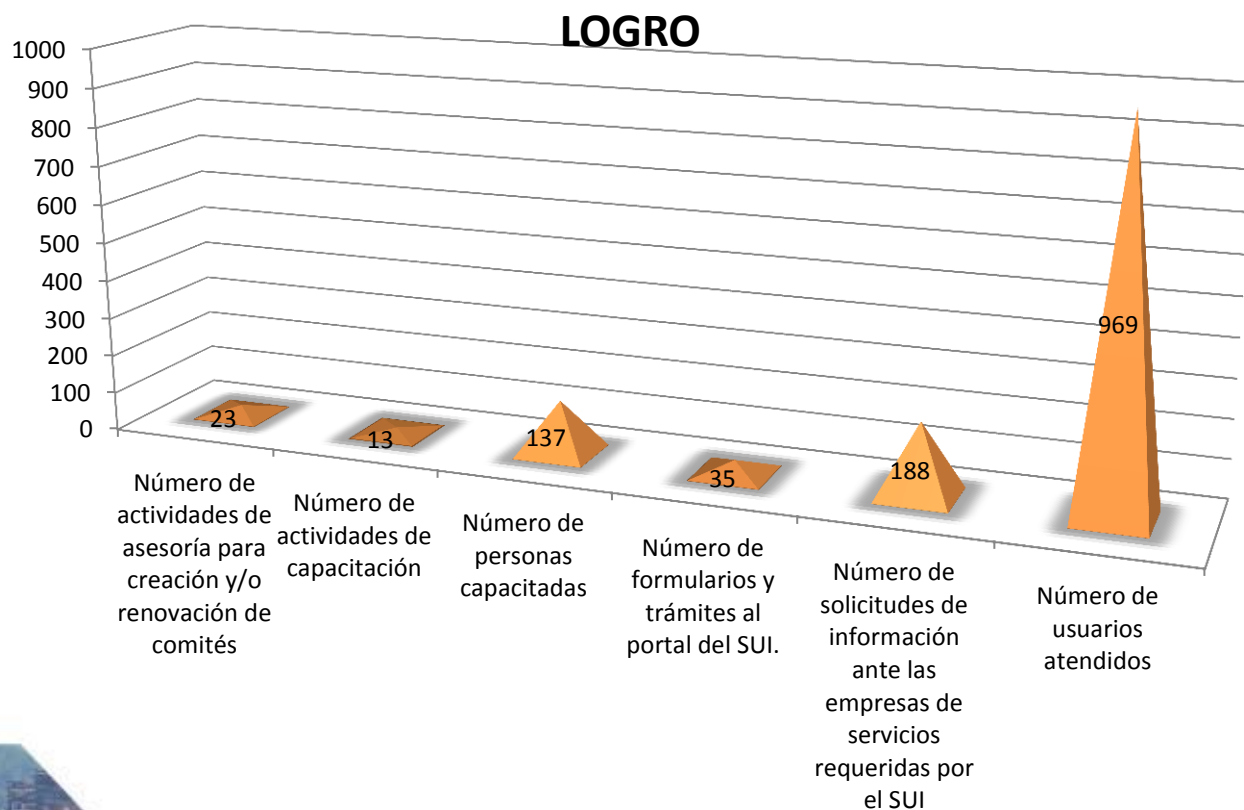 LOGRO
1000
900
800
700
600
500
400
300
200
100
0
23
13
137
35
188
969
Número de
actividades de
asesoría para
creación y/o
renovación de
comités
Número de
actividades de
capacitación
Número de
personas
capacitadas
Número de
formularios y
trámites al
portal del SUI.
Número de
solicitudes de
información
ante las
empresas de
servicios
requeridas por
el SUI
Número de
usuarios
atendidos